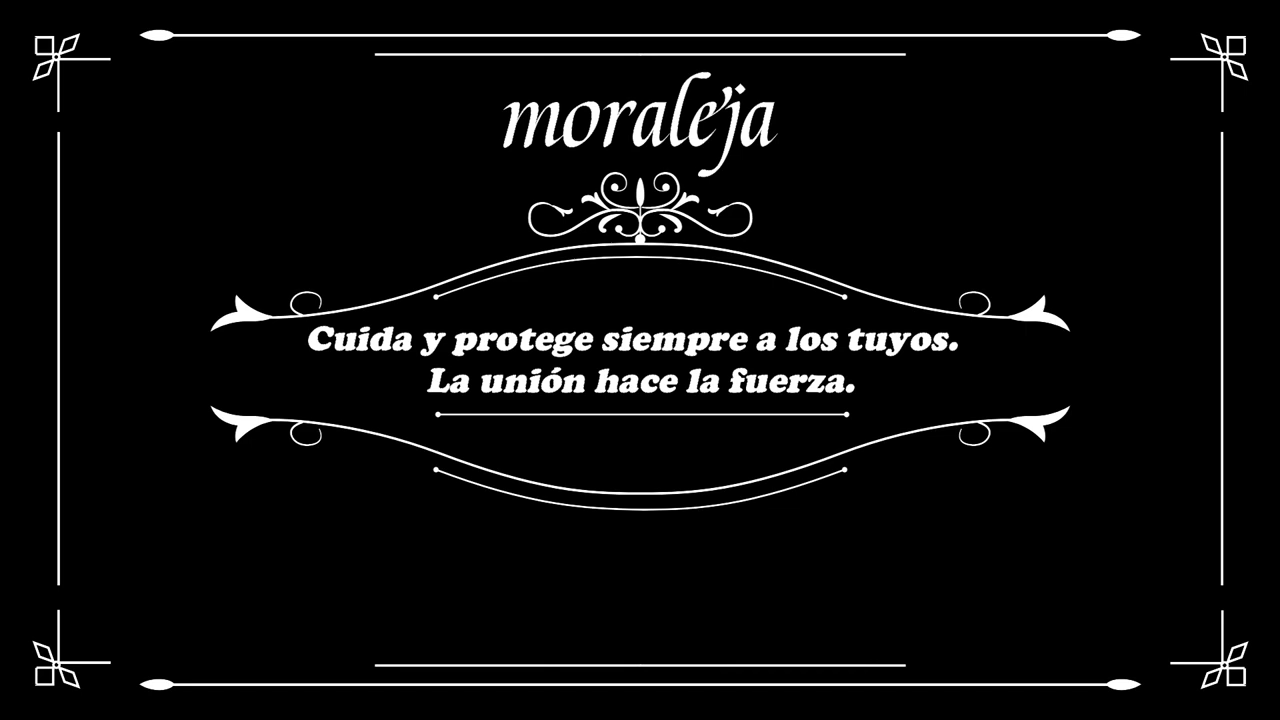 moraleja
Cuida y protege siempre a los tuyos.
La unión hace la fuerza.